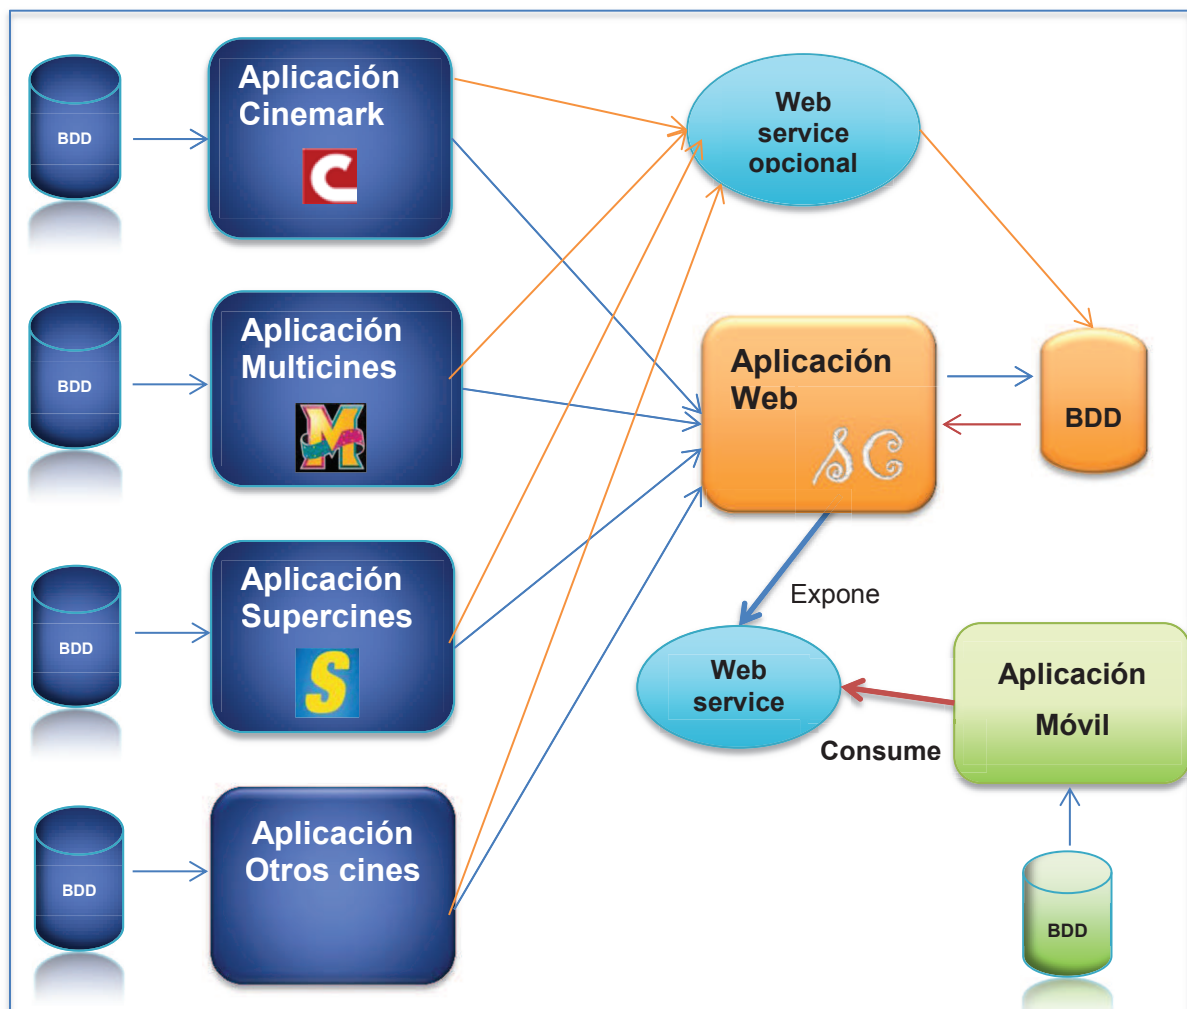 BDD
Aplicación
Cinemark
C
Web
service
opcional
BDD
Aplicación
Multicines
M
Aplicación
Web
SC
BDD
Expone
BDD
Aplicación
Supercines
S
Web
service
Consume
Aplicación
Móvil
BDD
Aplicación
Otros cines
BDD